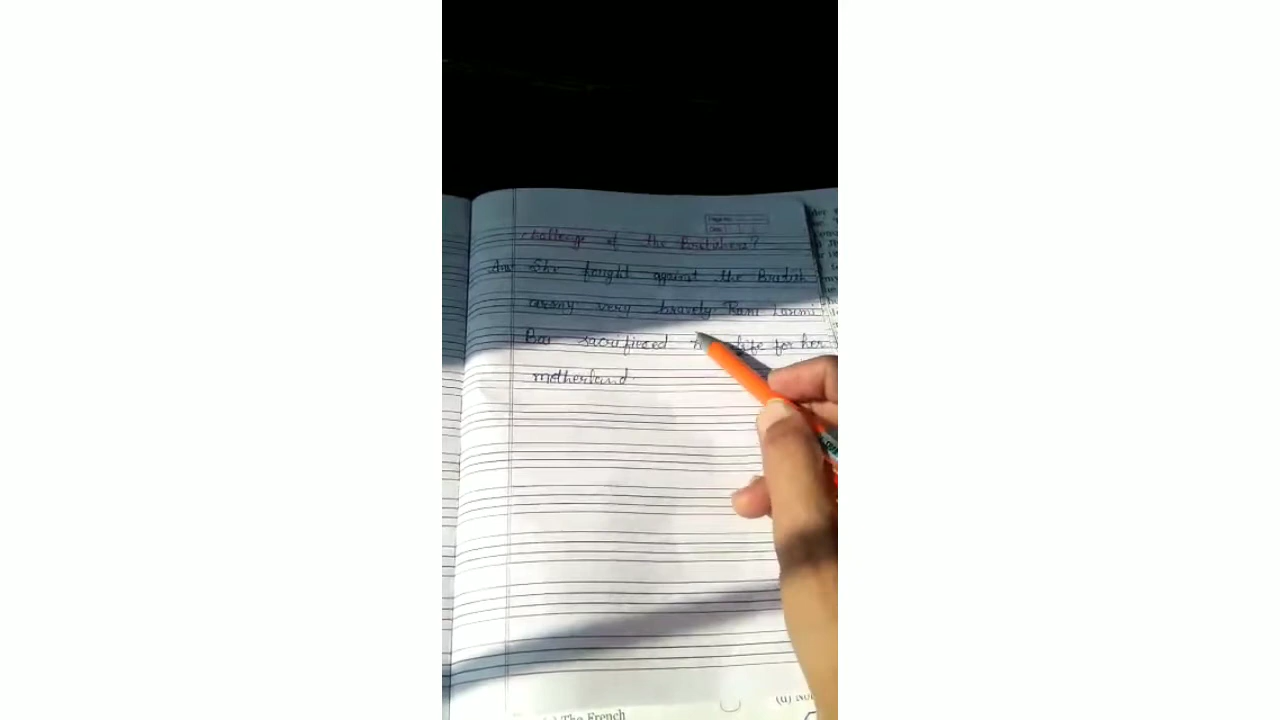 challenge of the Britishers?
Ans She fought against the British
army very bravely Rani Laxmi
Bai sacrificed life for her
motherland.
The French